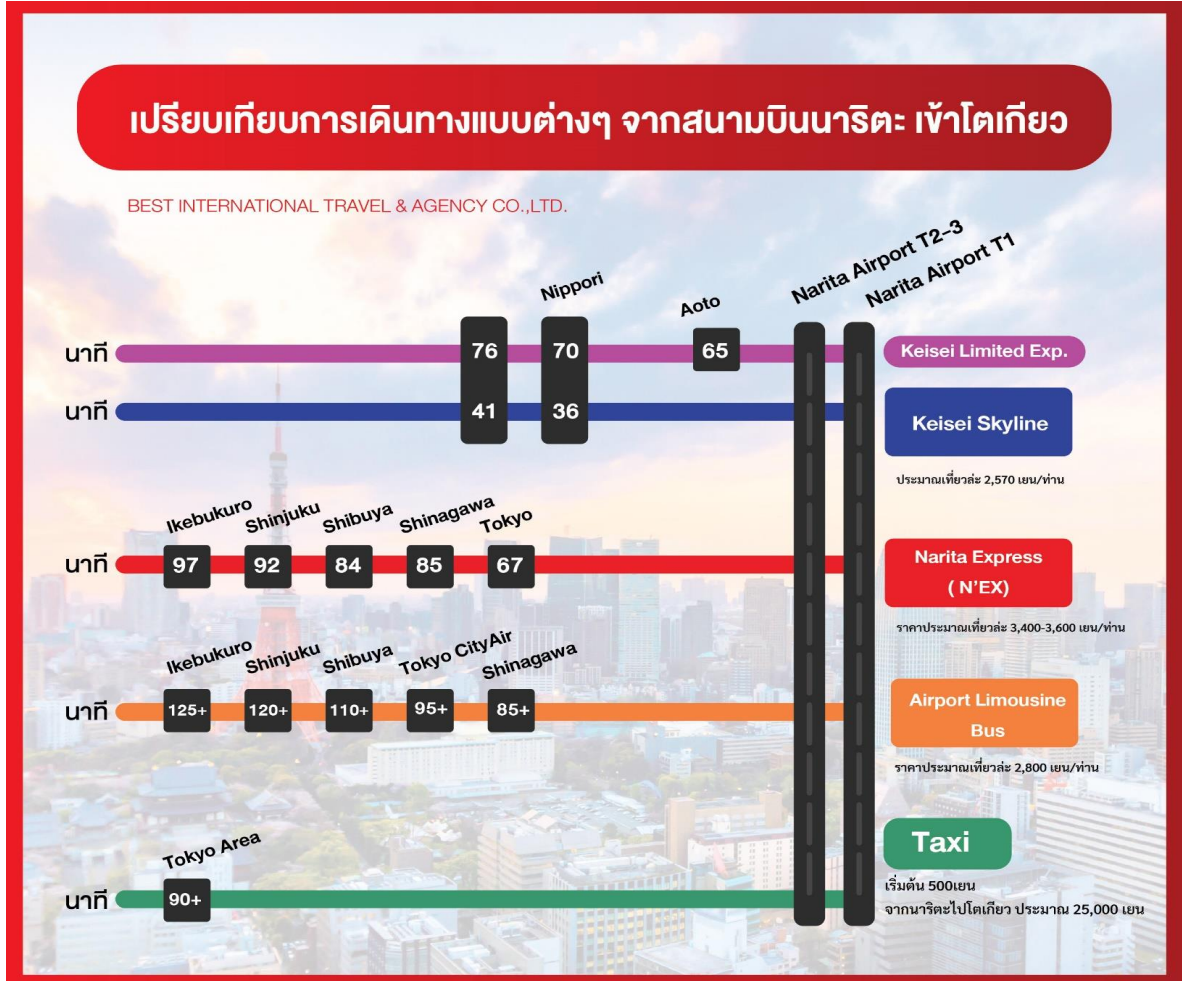 เปรียบเทียบการเดินทางแบบต่างๆ จากสนามบินนาริตะ เข้าโตเกียว
BEST INTERNATIONAL TRAVEL & AGENCY CO.,LTD.
Narita Airport T2-3
Narita Airport T1
Nippori
Aoto
นาที
76
70
65
Keisei Limited Exp.
นาที
41
36
Keisei Skyline
ประมาณเที่ยวล่ะ 2,570 เยน/ท่าน
Ikebukuro
Shinjuku
Shibuya
Shinagawa
Tokyo
นาที
97
92
84
85
67
Narita Express
( N'EX)
ราคาประมาณเที่ยวล่ะ 3,400-3,600 เยน/ท่าน
Ikebukuro
Shinjuku
Shibuya
Tokyo CityAir
Shinagawa
นาที
125+
120+
110+
95+
85+
Airport Limousine
Bus
ราคาประมาณเที่ยวล่ะ 2,800 เยน/ท่าน
Tokyo Area
นาที
90+
Taxi
เริ่มต้น 500เยน
จากนาริตะไปโตเกียว ประมาณ 25,000 เยน